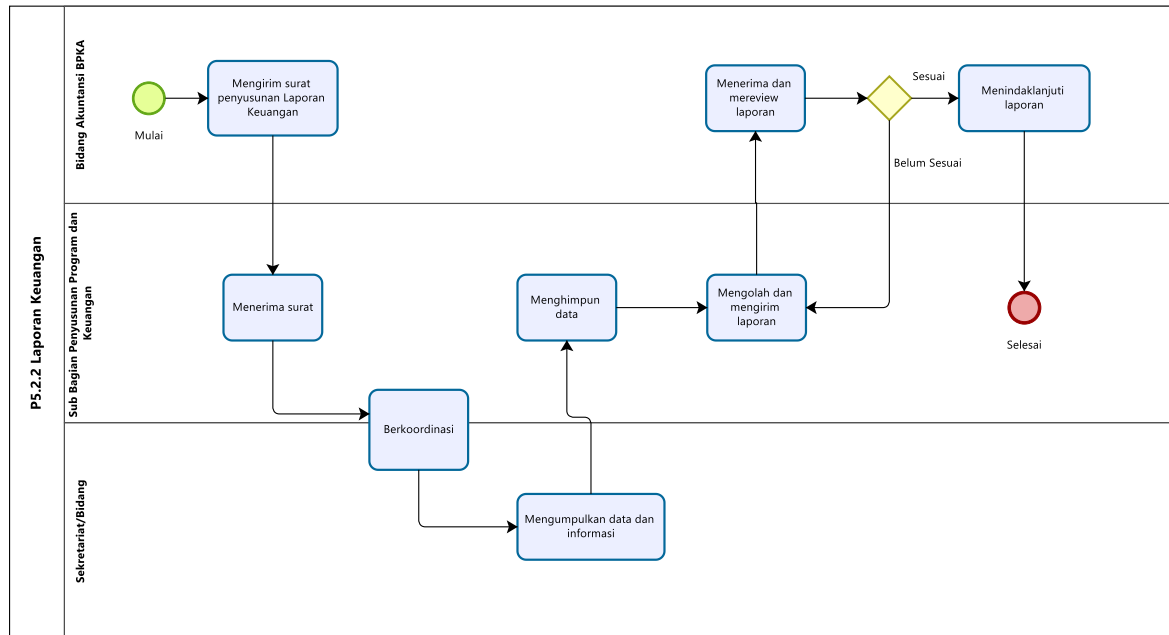 P5.2.2 Laporan Keuangan
Bidang Akuntansi BPKA
Mulai
Mengirim surat
penyusunan Laporan
Keuangan
Menerima dan
mereview
laporan
Sesuai
Belum Sesuai
Menindaklanjuti
laporan
Sub Bagian Penyusunan Program dan
Keuangan
Menerima surat
Menghimpun
data
Mengolah dan
mengirim
laporan
Selesai
Berkoordinasi
Sekretariat/Bidang
Mengumpulkan data dan
informasi